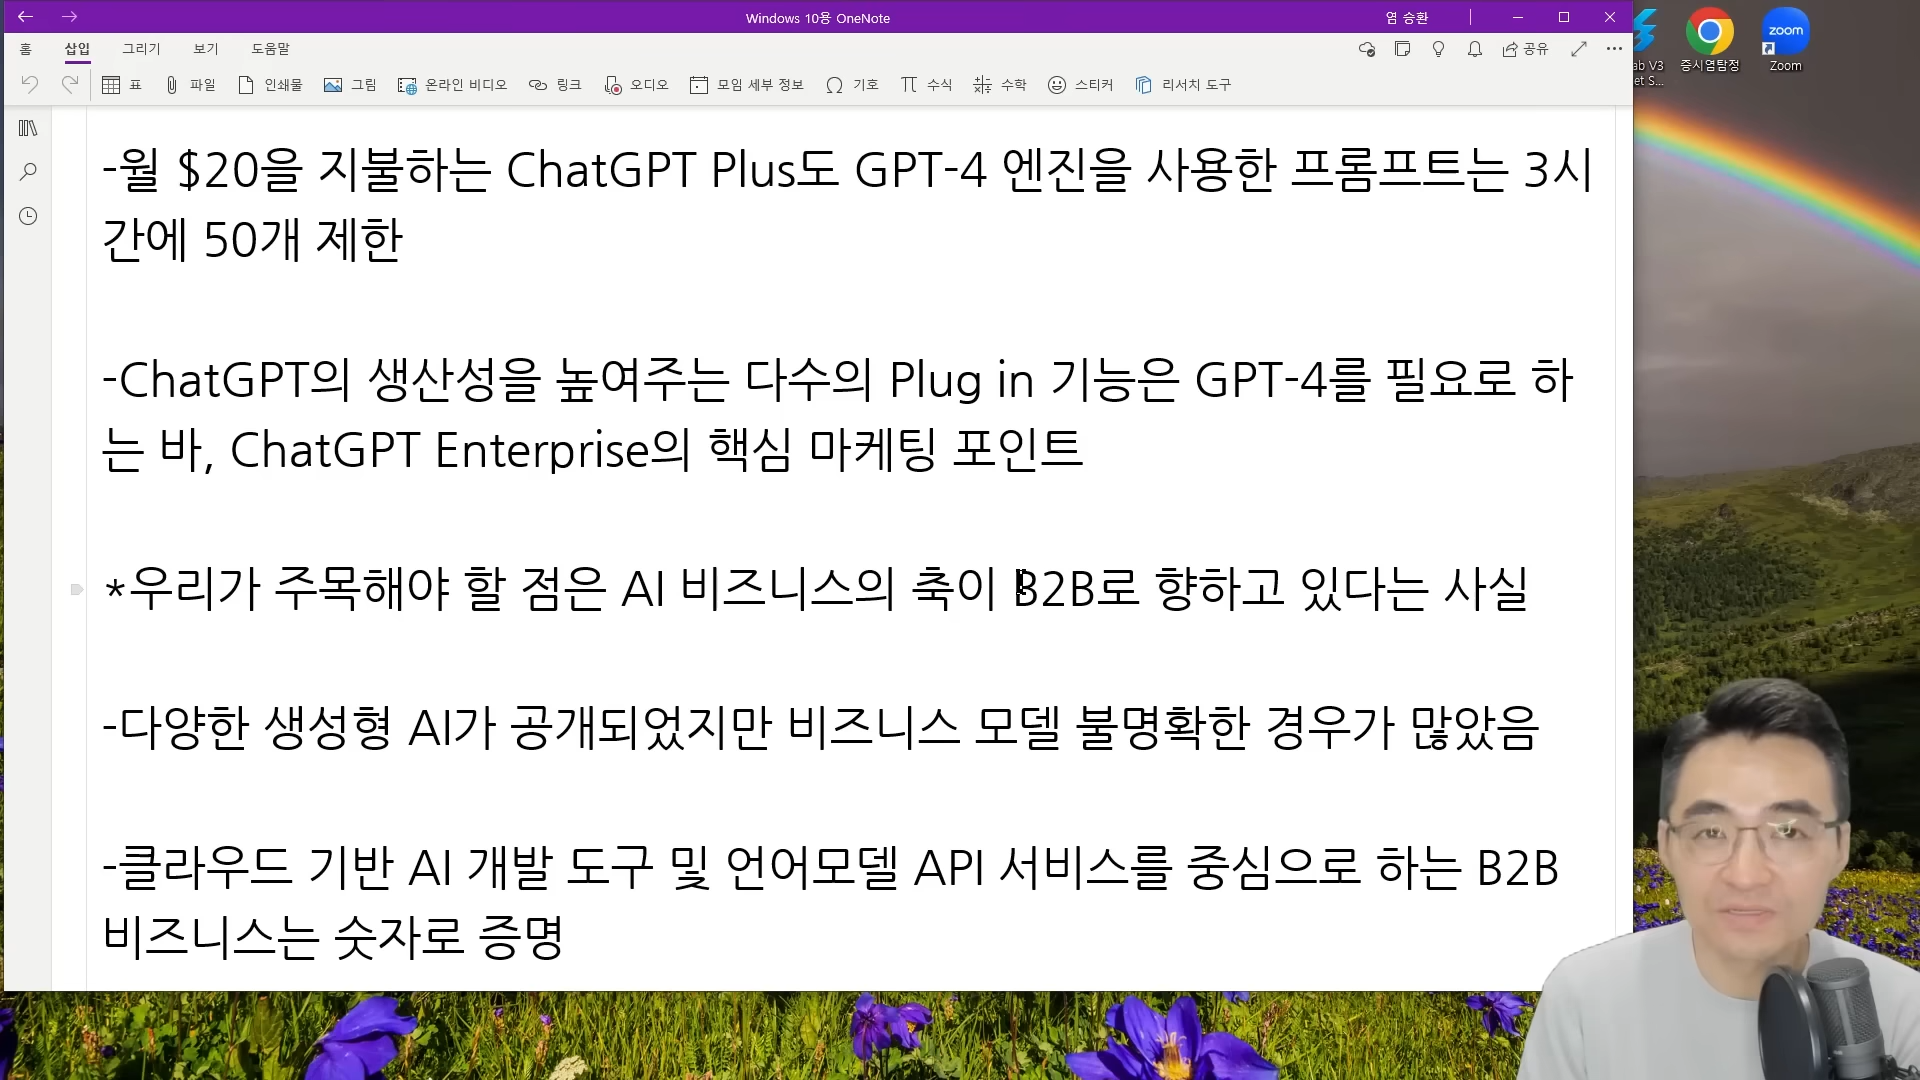 Windows 10용 OneNote
염 승환
홈 삽입 그리기 보기 도움말
공유
표 파일 인쇄물 그림 온라인 비디오 링크 오디오 모임 세부 정보 기호 수식 수학 스티커 리서치 도구
ab V3
et S...
증시염탐정
zoom
Zoom
-월 $20을 지불하는 ChatGPT Plus도 GPT-4 엔진을 사용한 프롬프트는 3시
간에 50개 제한
-ChatGPT의 생산성을 높여주는 다수의 Plug in 기능은 GPT-4를 필요로 하
는 바, ChatGPT Enterprise의 핵심 마케팅 포인트
*우리가 주목해야 할 점은 AI 비즈니스의 축이 B2B로 향하고 있다는 사실
-다양한 생성형 AI가 공개되었지만 비즈니스 모델 불명확한 경우가 많았음
-클라우드 기반 AI 개발 도구 및 언어모델 API 서비스를 중심으로 하는 B2B
비즈니스는 숫자로 증명